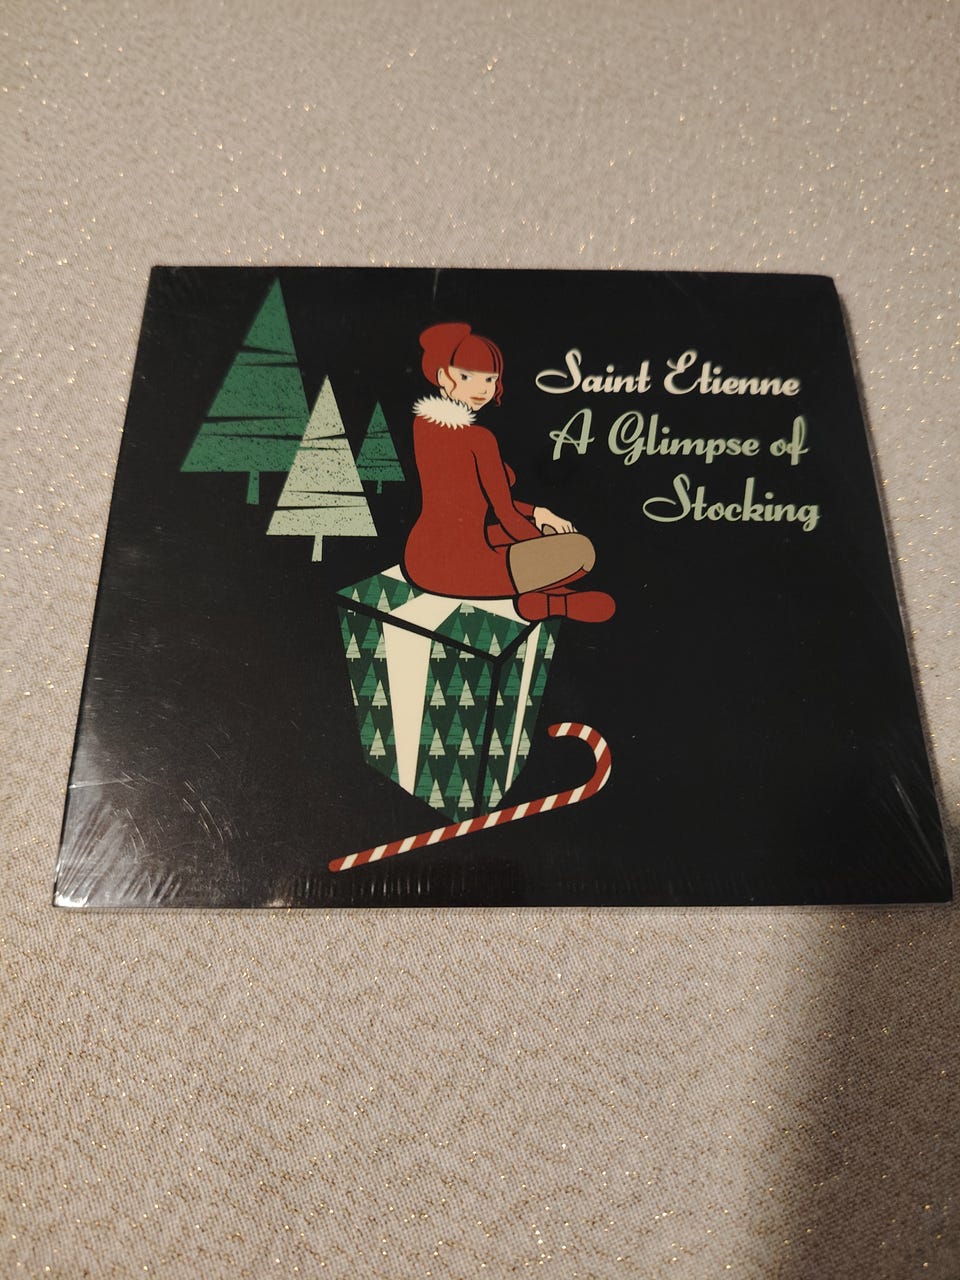 Saint Etienne
A Glimpse of
Stocking